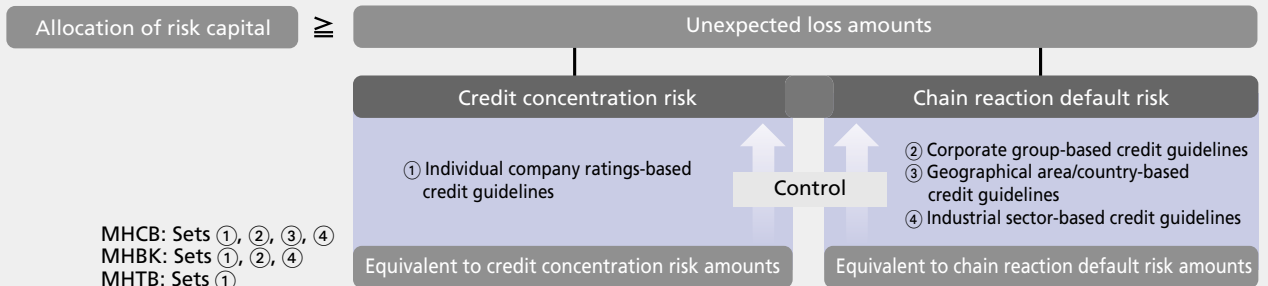 Allocation of risk capital
≧
Unexpected loss amounts
Credit concentration risk
Chain reaction default risk
① Individual company ratings-based
credit guidelines
Control
② Corporate group-based credit guidelines
③ Geographical area/country-based
credit guidelines
④ Industrial sector-based credit guidelines
MHCB: Sets ①, ②, ③, ④
MHBK: Sets ①, ②, ④
MHTB: Sets ①
Equivalent to credit concentration risk amounts
Equivalent to chain reaction default risk amounts